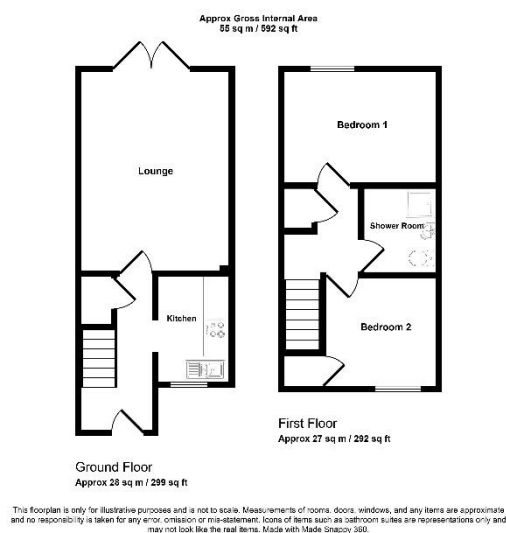 Approx Gross Internal Area
55 sq m / 592 sq ft
Bedroom 1
Lounge
Shower Room
Kitchen
Bedroom 2
First Floor
Approx 27 sq m / 292 sq ft
Ground Floor
Approx 28 sq m / 299 sq ft
This floorplan is only for illustrative purposes and is not to scale. Measurements of rooms, doors, windows, and any items are approximate
and no responsibility is taken for any error, omission or mis-statement. Icons of items such as bathroom suites are representations only and
may not look like the real items. Made with Made Snappy 360.